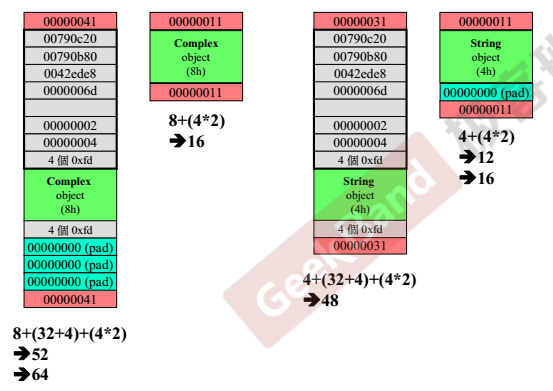 00000041
00790c20
00790b80
0042ede8
0000006d
00000002
00000004
4 個 0xfd
Complex
object
(8h)
4 個 0xfd
00000000 (pad)
00000000 (pad)
00000000 (pad)
00000041
8+(32+4)+(4*2)
➔52
➔64
00000011
Complex
object
(8h)
00000011
8+(4*2)
➔16
00000031
00790c20
00790b80
0042ede8
0000006d
00000002
00000004
4 個 0xfd
String
object
(4h)
4 個 0xfd
00000031
4+(32+4)+(4*2)
➔48
00000011
String
object
(4h)
00000000 (pad)
00000011
4+(4*2)
➔12
➔16
GeekBand